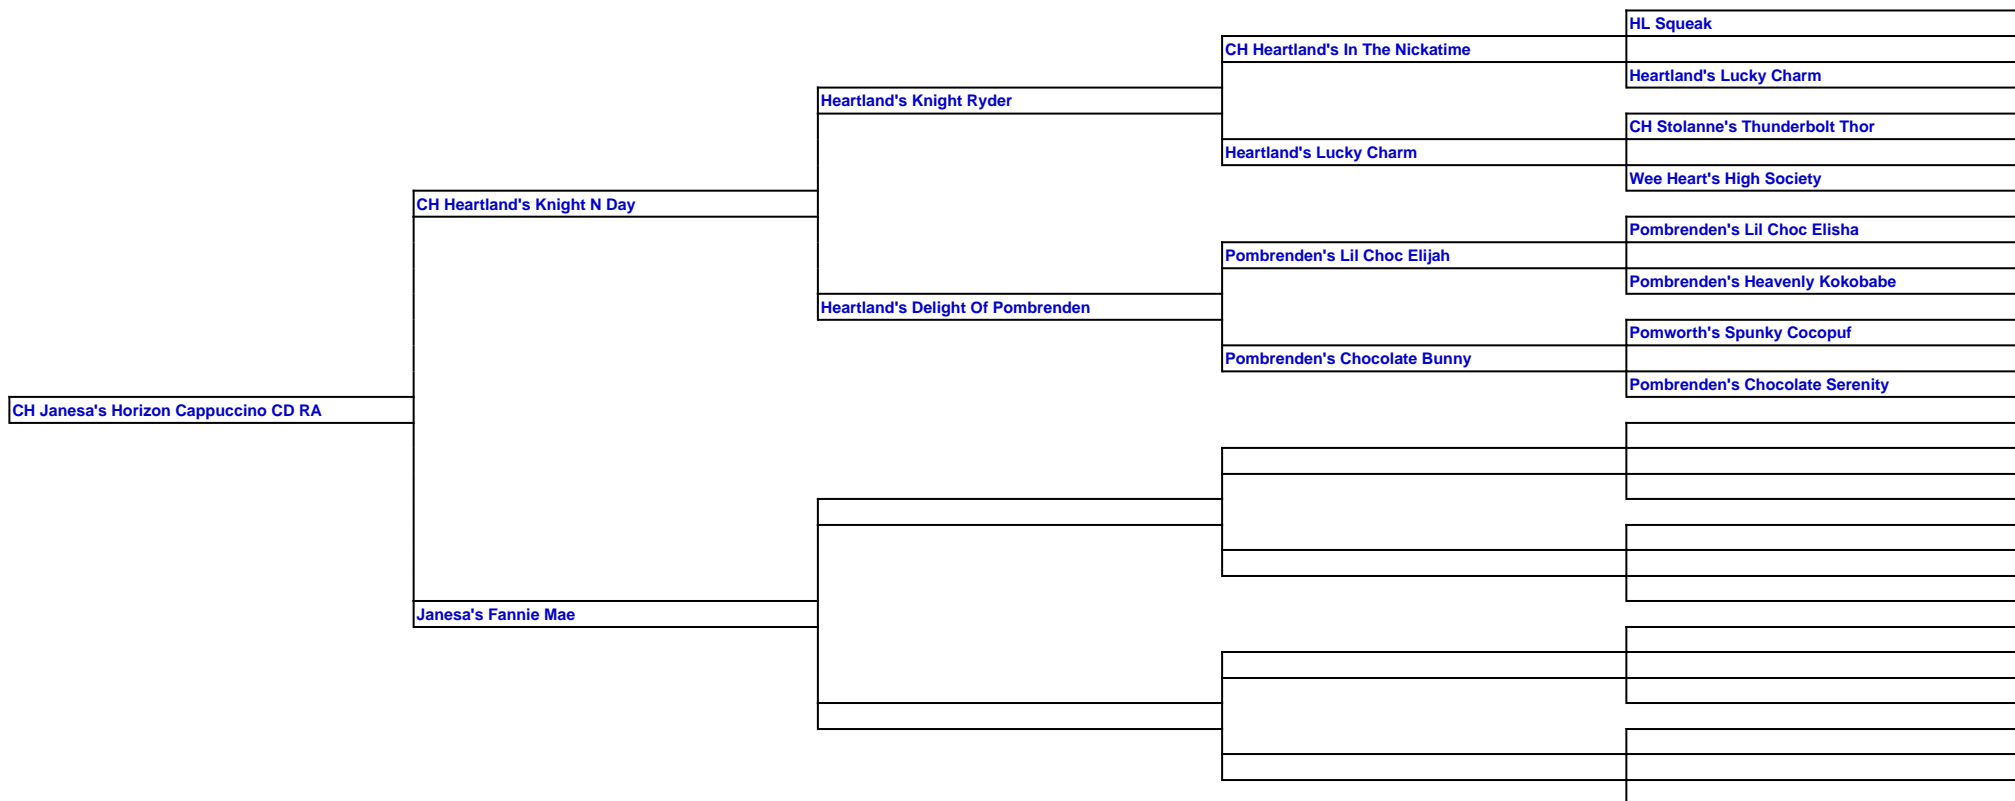 HL Squeak
CH Heartland's In The Nickatime
Heartland's Lucky Charm
Heartland's Knight Ryder
CH Stolanne's Thunderbolt Thor
Heartland's Lucky Charm
Wee Heart's High Society
CH Heartland's Knight N Day
Pombrenden's Lil Choc Elisha
Pombrenden's Lil Choc Elijah
Pombrenden's Heavenly Kokobabe
Heartland's Delight Of Pombrenden
Pomworth's Spunky Cocopuf
Pombrenden's Chocolate Bunny
Pombrenden's Chocolate Serenity
CH Janesa's Horizon Cappuccino CD RA
Janesa's Fannie Mae